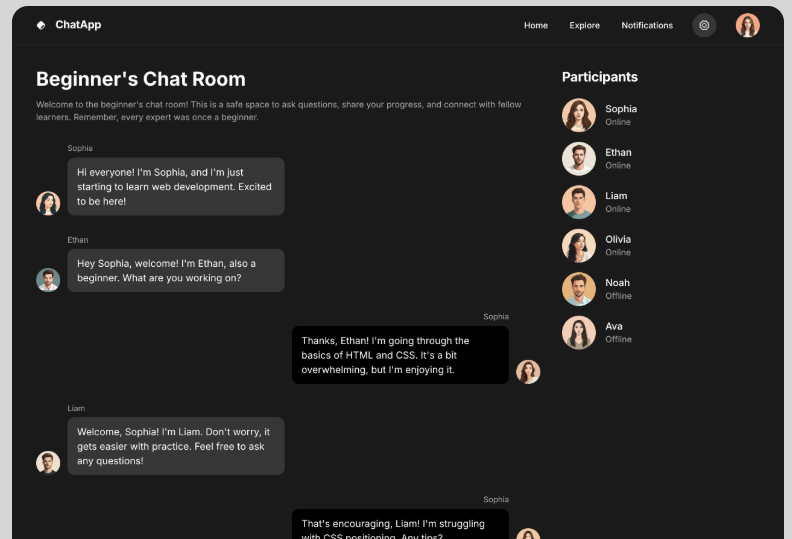 ChatApp
Home
Explore
Notifications
Beginner's Chat Room
Welcome to the beginner's chat room! This is a safe space to ask questions, share your progress, and connect with fellow
learners. Remember, every expert was once a beginner.
Sophia
Hi everyone! I'm Sophia, and I'm just
starting to learn web development. Excited
to be here!
Ethan
Hey Sophia, welcome! I'm Ethan, also a
beginner. What are you working on?
Sophia
Thanks, Ethan! I'm going through the
basics of HTML and CSS. It's a bit
overwhelming, but I'm enjoying it.
Liam
Welcome, Sophia! I'm Liam. Don't worry, it
gets easier with practice. Feel free to ask
any questions!
Sophia
That's encouraging, Liam! I'm struggling
with CSS positioning. Any tips?
Participants
Sophia
Online
Ethan
Online
Liam
Online
Olivia
Online
Noah
Offline
Ava
Offline